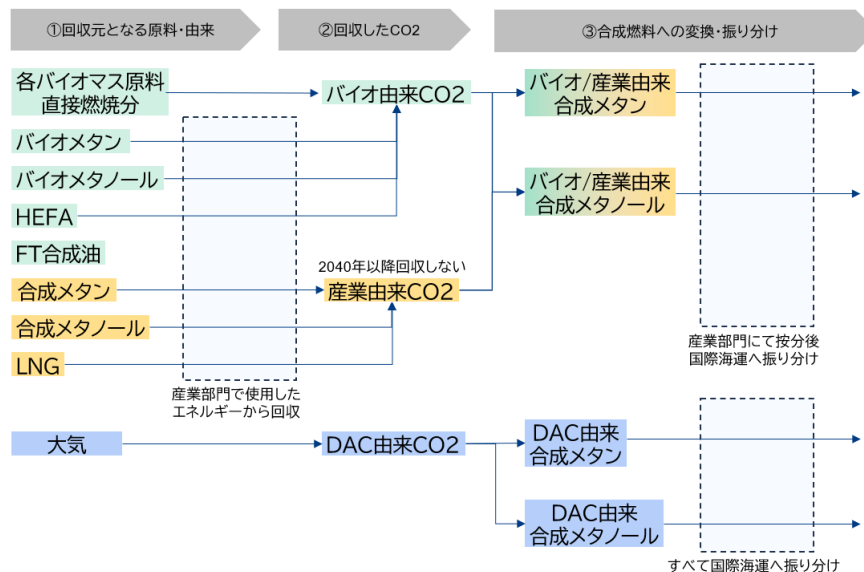 ①回収元となる原料・由来
②回収したCO2
③合成燃料への変換・振り分け
各バイオマス原料
直接燃焼分
バイオ由来CO2
バイオ/産業由来
合成メタン
バイオメタン
バイオメタノール
バイオ/産業由来
合成メタノール
HEFA
FT合成油
2040年以降回収しない
合成メタン
産業由来CO2
合成メタノール
LNG
産業部門にて按分後
国際海運へ振り分け
産業部門で使用した
エネルギーから回収
大気
DAC由来CO2
DAC由来
合成メタン
DAC由来
合成メタノール
すべて国際海運へ振り分け